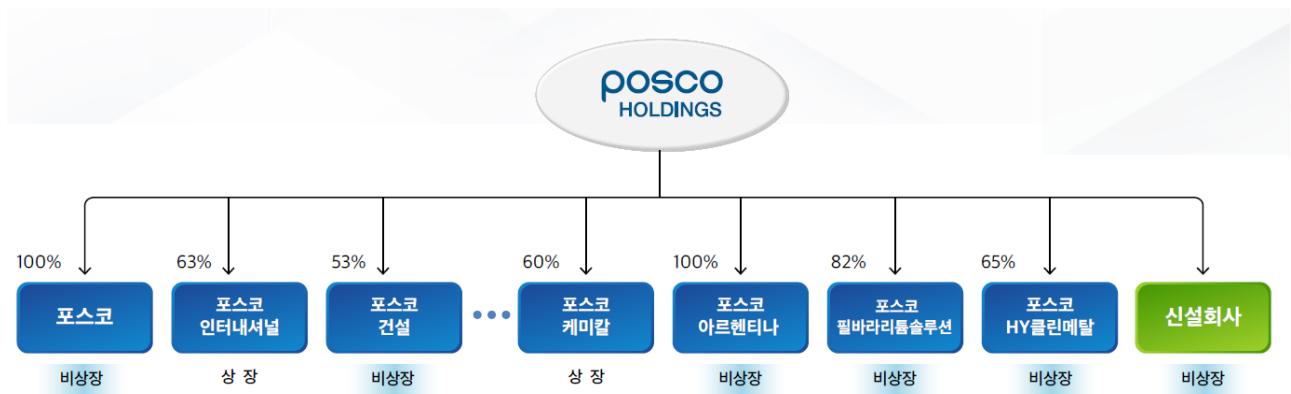 posco
HOLDINGS
100% 63% 53% 60% 100% 82% 65%
포스코
포스코
인터내셔널
포스코
건설
•••
포스코
케미칼
포스코
아르헨티나
포스코
필바라리튬솔루션
포스코
HY클린메탈
신설회사
비상장 상 장 비상장 상 장 비상장 비상장 비상장 비상장